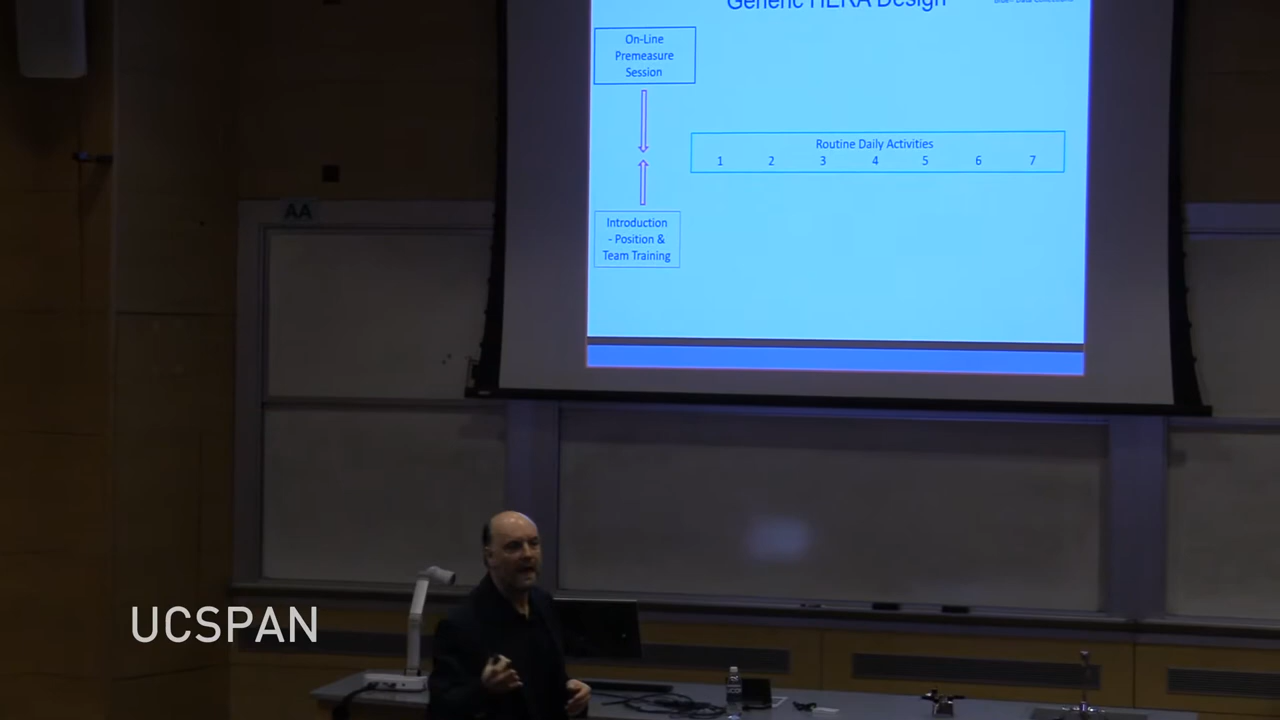 Generic HERA Design
On-Line
Premeasure
Session
Routine Daily Activities
1 2 3 4 5 6 7
Introduction
- Position &
Team Training
AA
UCSPAN